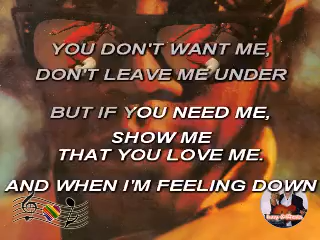 YOU DON'T WANT ME,
DON'T LEAVE ME UNDER
BUT IF YOU NEED ME,
SHOW ME
THAT YOU LOVE ME.
AND WHEN I'M FEELING DOWN